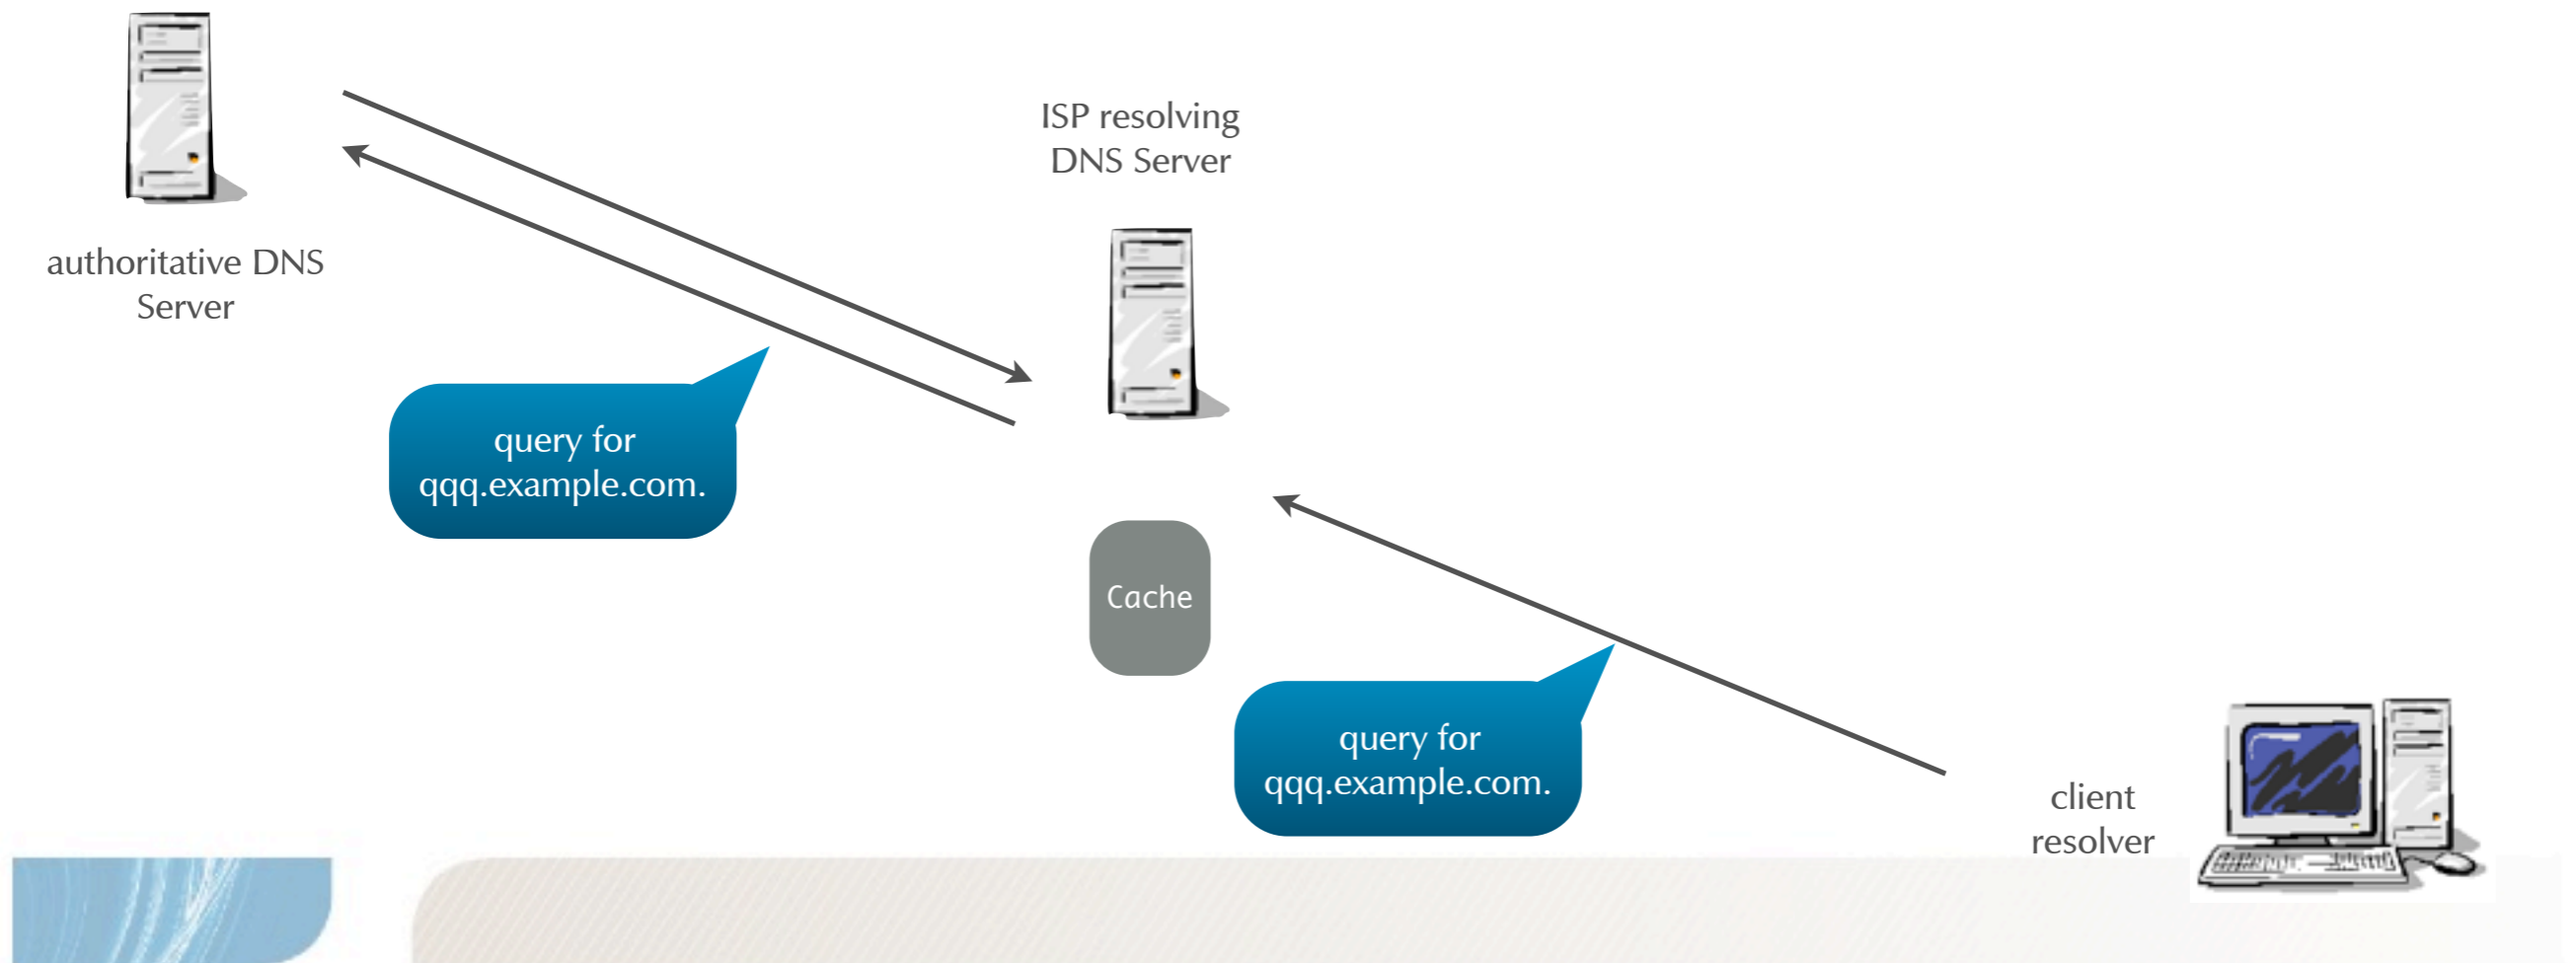 ISP resolving
DNS Server
authoritative DNS
Server
query for
qqq.example.com.
Cache
query for
qqq.example.com.
client
resolver